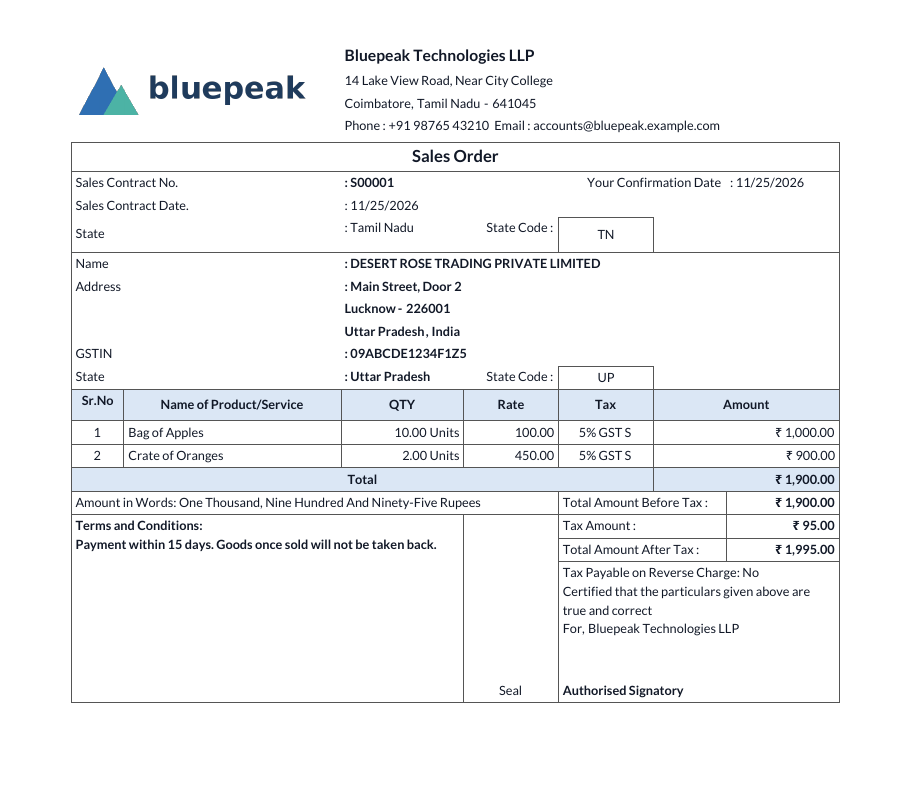 bluepeak
Bluepeak Technologies LLP
14 Lake View Road, Near City College
Coimbatore, Tamil Nadu - 641045
Phone : +91 98765 43210 Email : accounts@bluepeak.example.com
Sales Order
Sales Contract No. : S00001 Your Confirmation Date : 11/25/2026
Sales Contract Date. : 11/25/2026
State : Tamil Nadu State Code : TN
Name : DESERT ROSE TRADING PRIVATE LIMITED
Address : Main Street, Door 2
Lucknow - 226001
Uttar Pradesh, India
GSTIN : 09ABCDE1234F1Z5
State : Uttar Pradesh State Code : UP
Sr.No Name of Product/Service QTY Rate Tax Amount
1 Bag of Apples 10.00 Units 100.00 5% GST S ₹ 1,000.00
2 Crate of Oranges 2.00 Units 450.00 5% GST S ₹ 900.00
Total ₹ 1,900.00
Amount in Words: One Thousand, Nine Hundred And Ninety-Five Rupees Total Amount Before Tax : ₹ 1,900.00
Terms and Conditions: Tax Amount : ₹ 95.00
Payment within 15 days. Goods once sold will not be taken back. Total Amount After Tax : ₹ 1,995.00
Tax Payable on Reverse Charge: No
Certified that the particulars given above are
true and correct
For, Bluepeak Technologies LLP
Seal Authorised Signatory